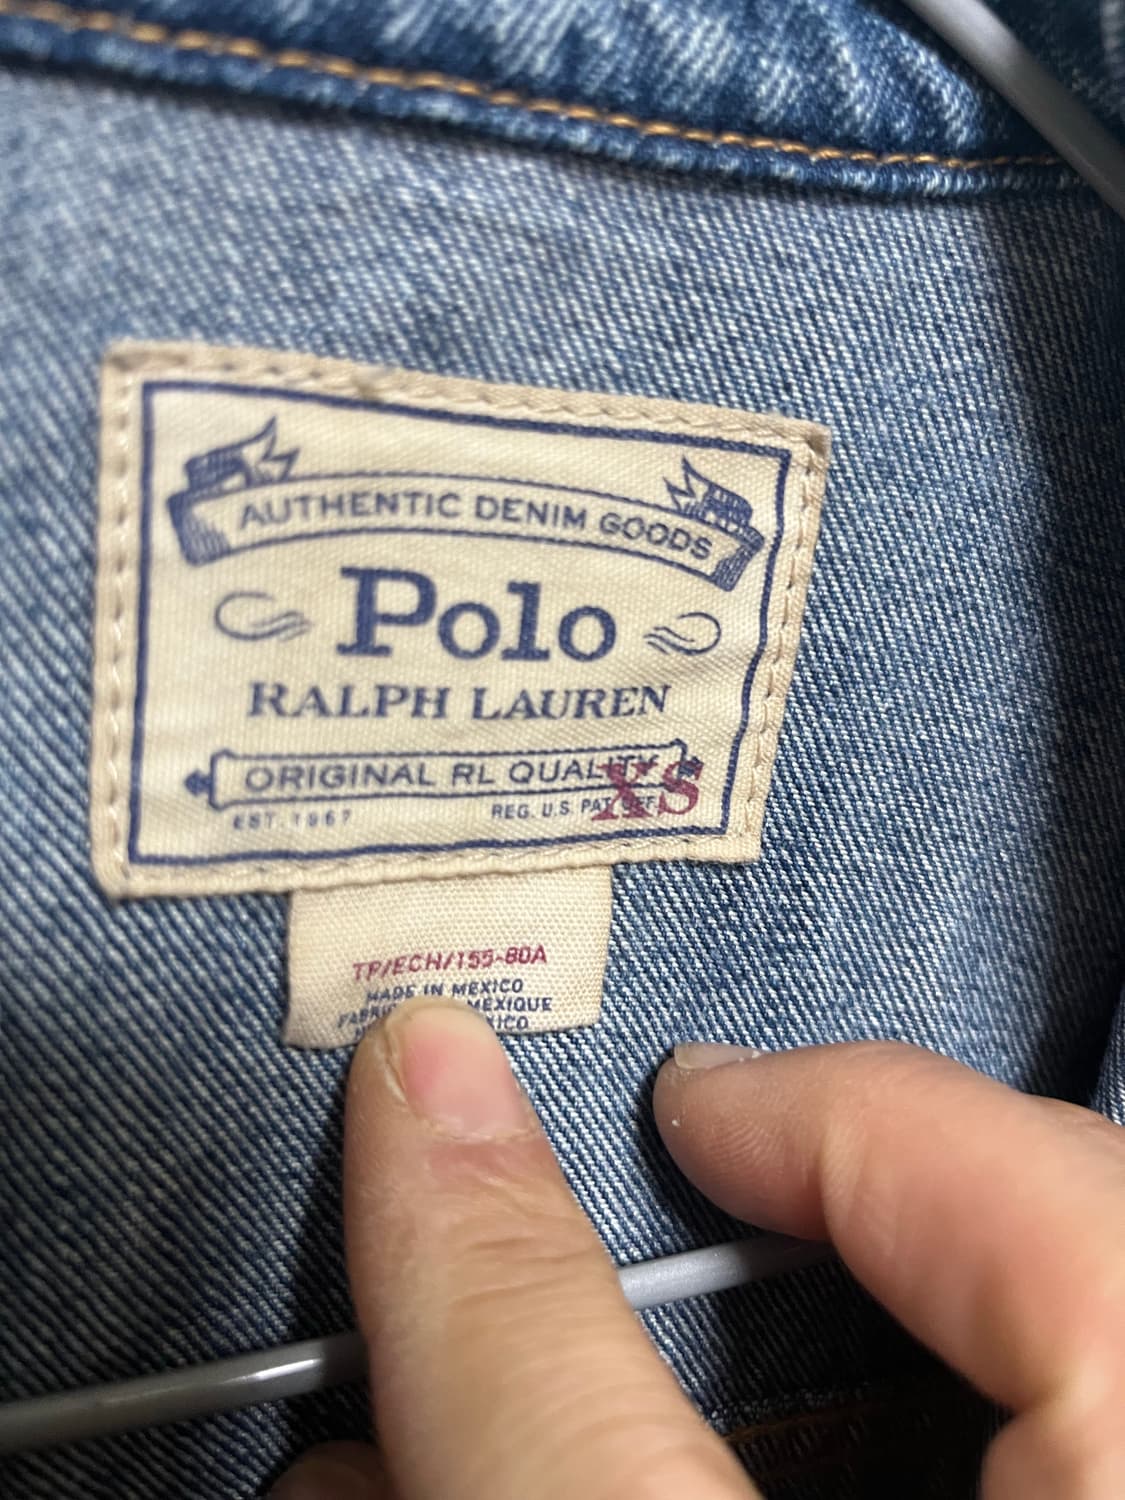 AUTHENTIC DENIM GOODS
Polo
RALPH LAUREN
ORIGINAL RL QUALITY
EST. 1967 REG. U.S. PAT. OFF.
XS
TP/ECH/155-80A
MADE IN MEXICO
MEXIQUE